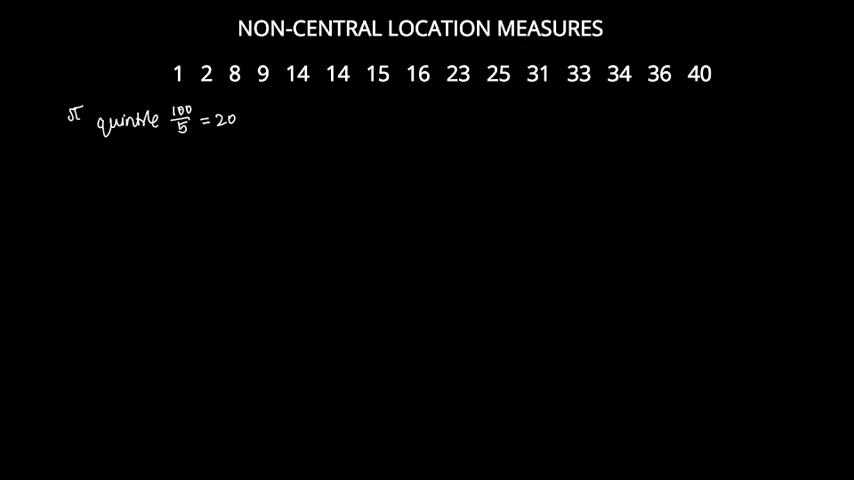 NON-CENTRAL LOCATION MEASURES
1 2 8 9 14 14 15 16 23 25 31 33 34 36 40
quintile 100/5 = 20